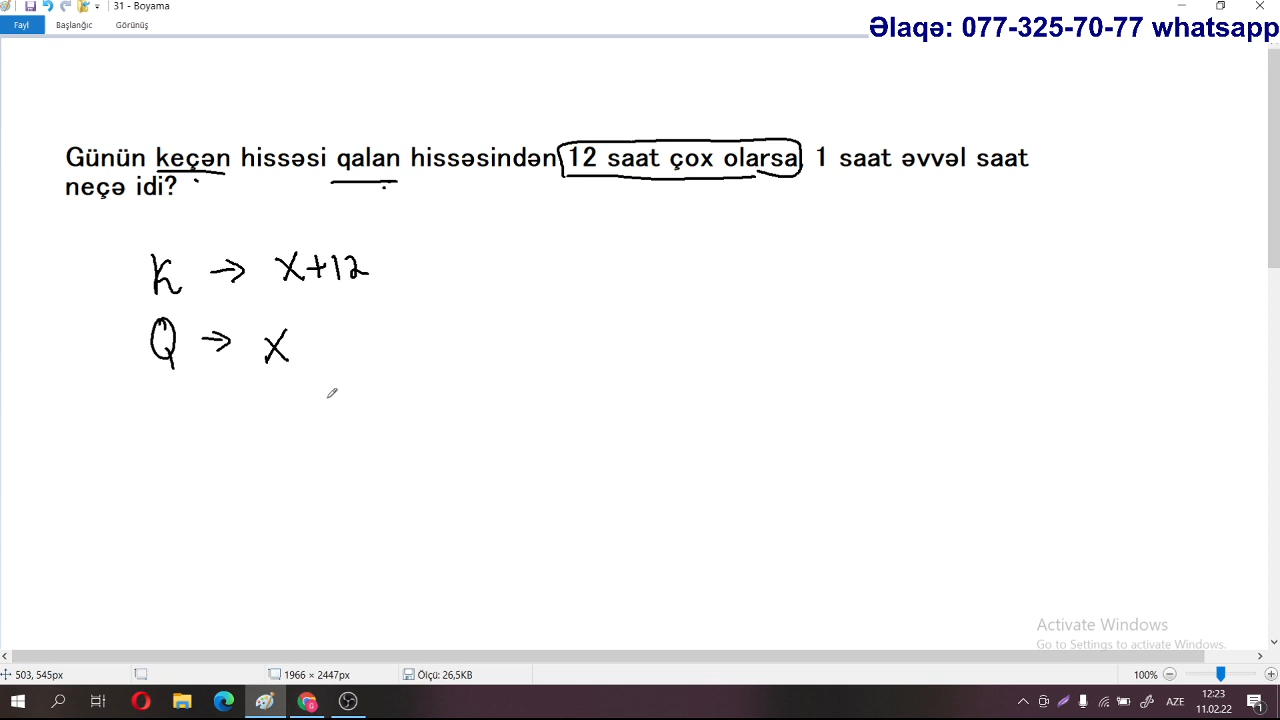 31 - Boyama
Fayl Başlanğıc Görünüş
Əlaqə: 077-325-70-77 whatsapp
Günün keçən hissəsi qalan hissəsindən 12 saat çox olarsa 1 saat əvvəl saat
neçə idi?
K → X+12
Q → X
Activate Windows
Go to Settings to activate Windows.
503, 545px 1966 × 2447px Ölçü: 26,5KB 100%
AZE 12:23
11.02.22